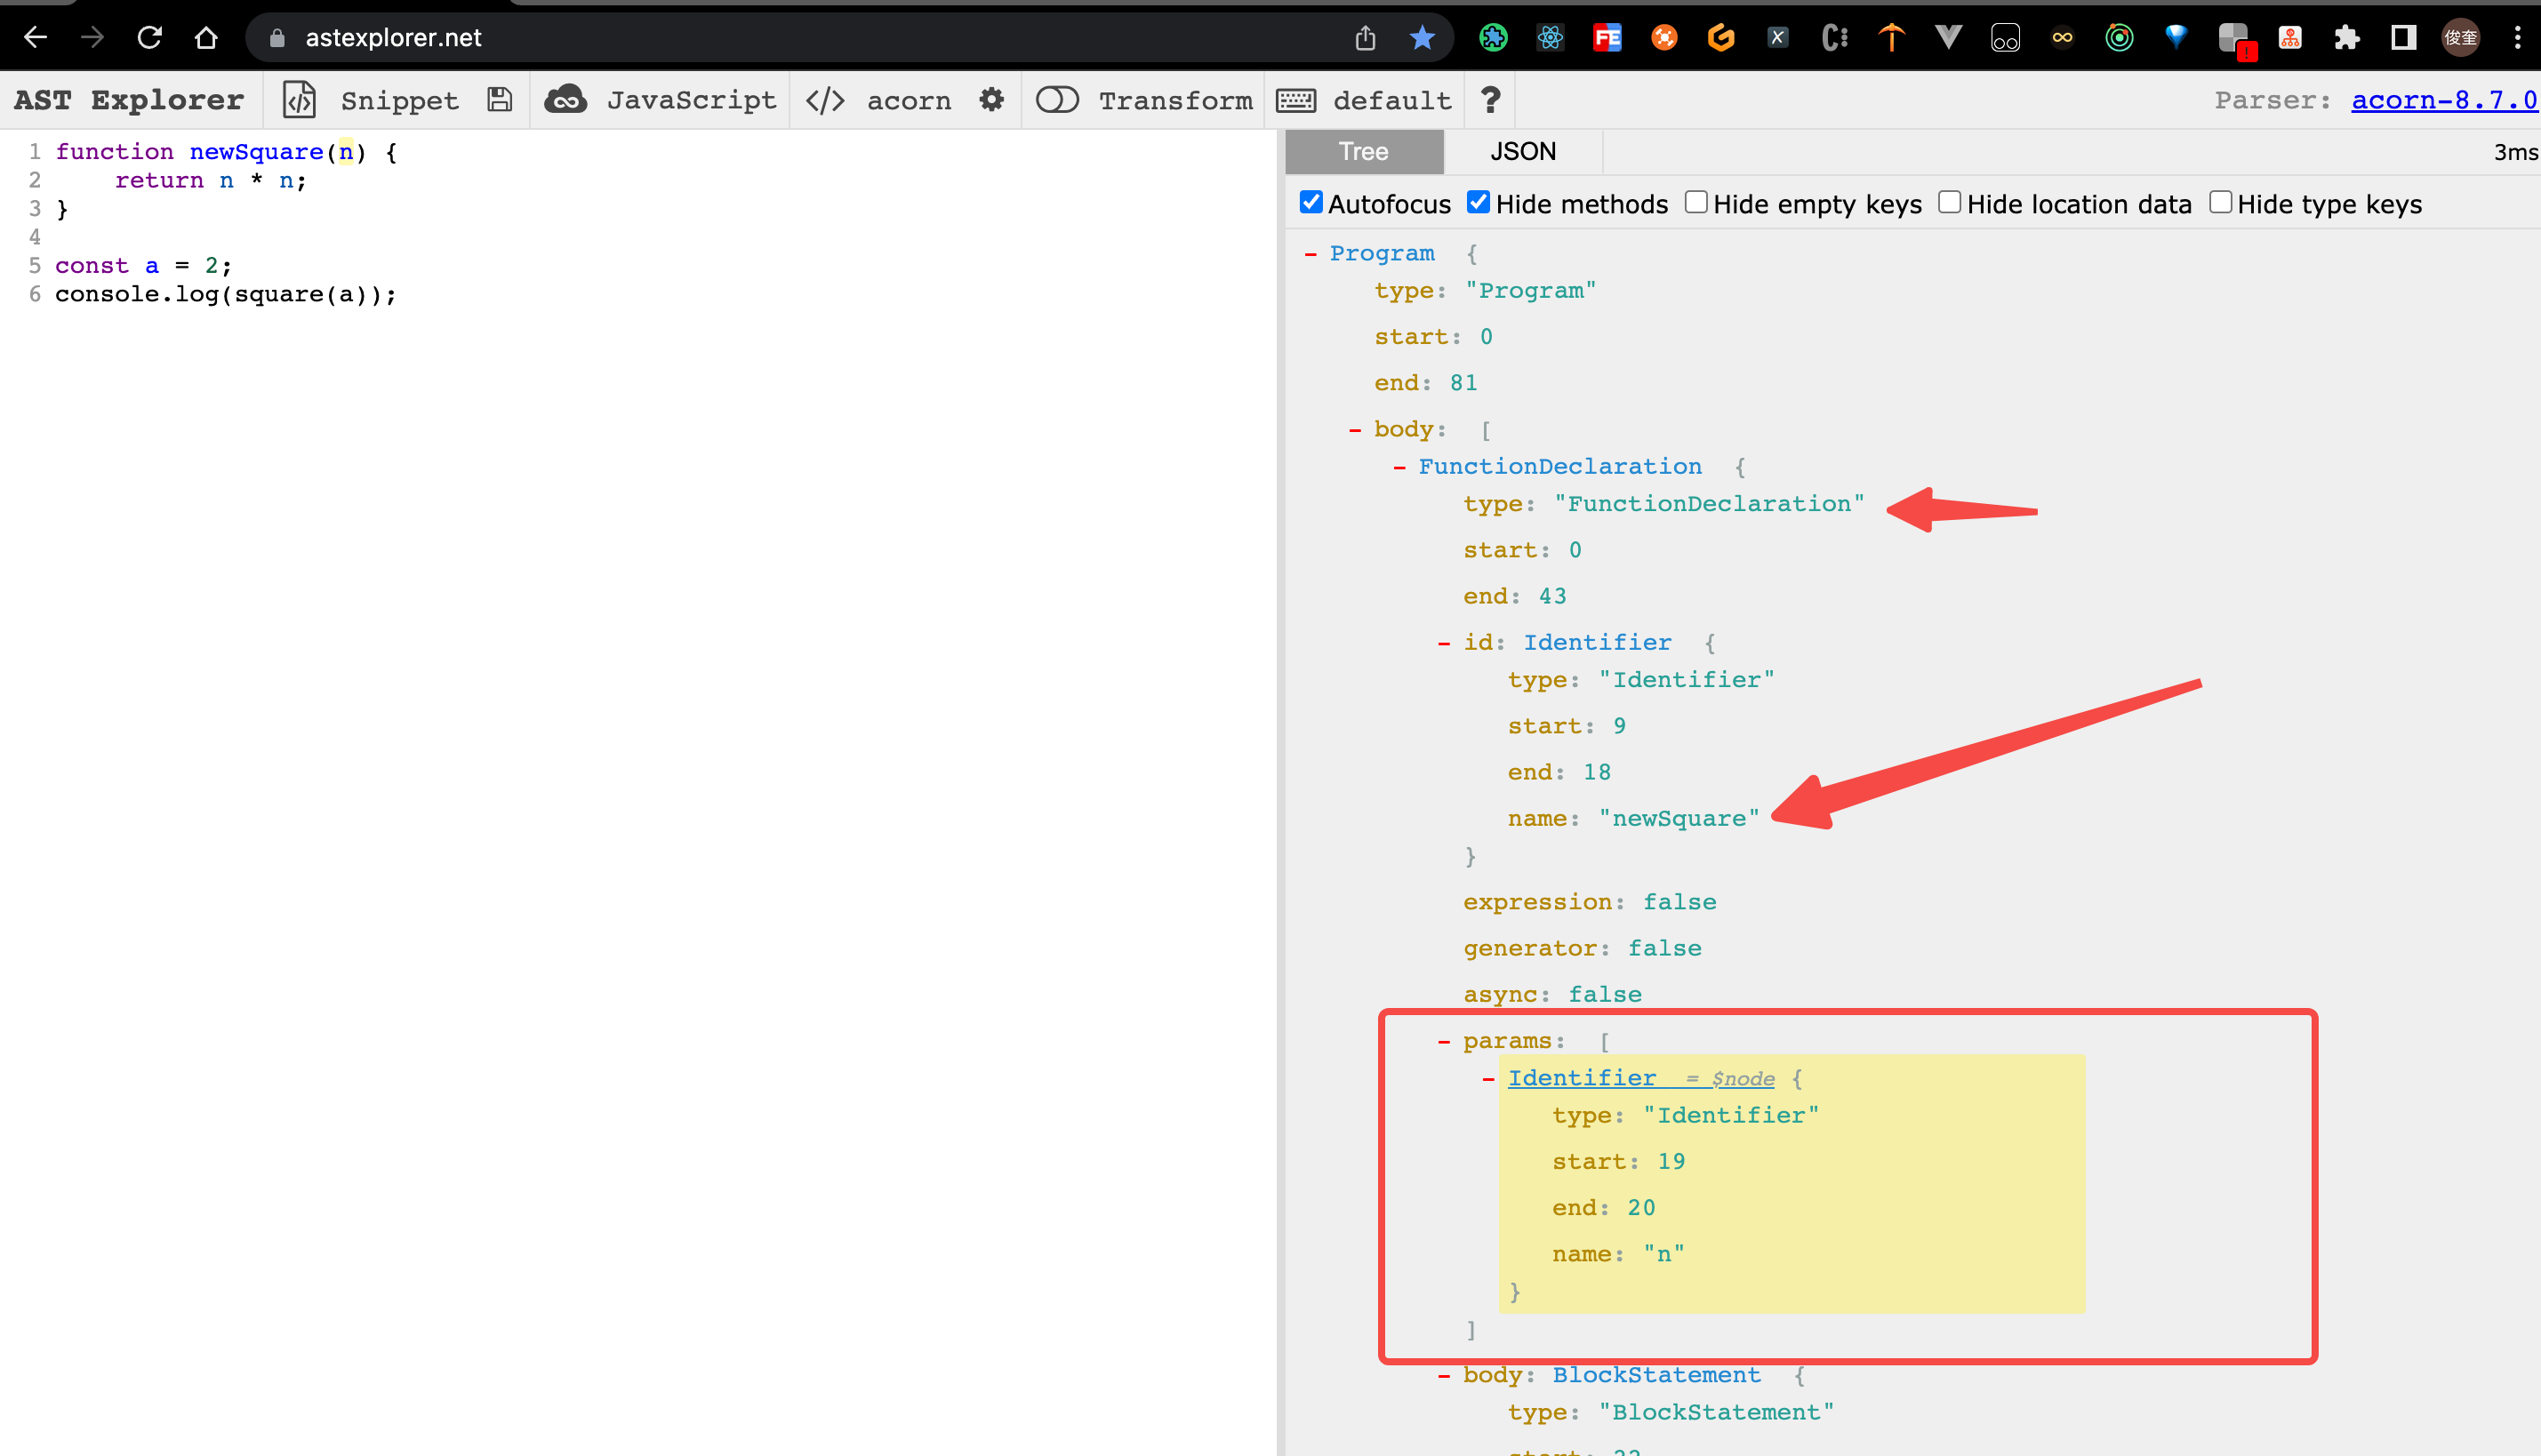 astexplorer.net
FE
俊奎
AST Explorer Snippet JavaScript </> acorn Transform default ? Parser: acorn-8.7.0
Tree JSON 3ms
Autofocus Hide methods Hide empty keys Hide location data Hide type keys
1 function newSquare(n) {
2 return n * n;
3 }
4
5 const a = 2;
6 console.log(square(a));
- Program {
type: "Program"
start: 0
end: 81
- body: [
- FunctionDeclaration {
type: "FunctionDeclaration"
start: 0
end: 43
- id: Identifier {
type: "Identifier"
start: 9
end: 18
name: "newSquare"
}
expression: false
generator: false
async: false
- params: [
- Identifier = $node {
type: "Identifier"
start: 19
end: 20
name: "n"
}
]
- body: BlockStatement {
type: "BlockStatement"